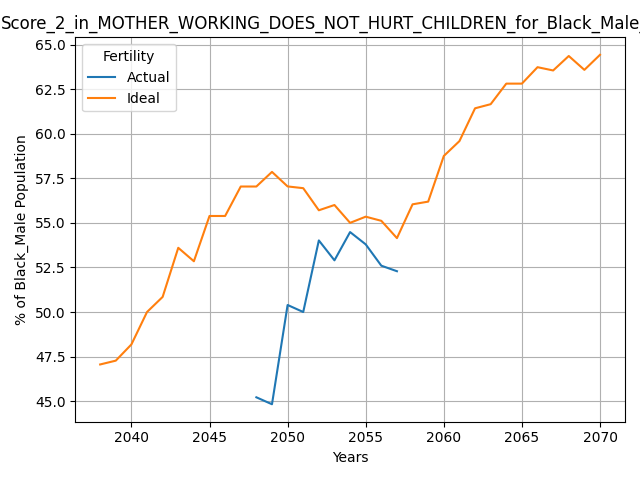 Score_2_in_MOTHER_WORKING_DOES_NOT_HURT_CHILDREN_for_Black_Male_
Fertility
Actual
Ideal
% of Black_Male Population
65.0
62.5
60.0
57.5
55.0
52.5
50.0
47.5
45.0
2040 2045 2050 2055 2060 2065 2070
Years